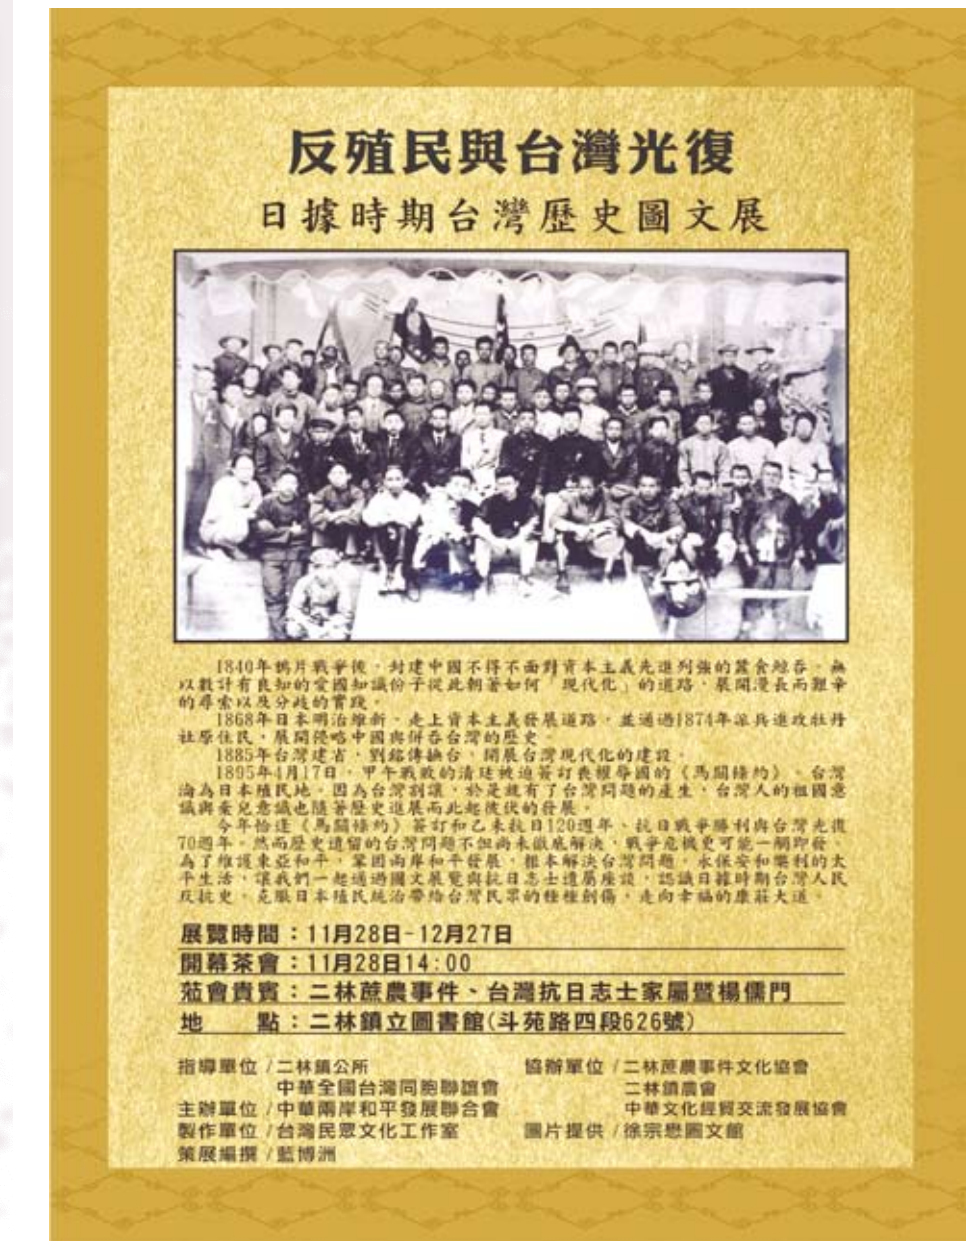 反殖民與台灣光復
日據時期台灣歷史圖文展
1840年鴉片戰爭後，封建中國不得不面對資本主義先進列強的蠶食鯨吞。無
以數計有良知的愛國知識份子從此朝著如何「現代化」的道路，展開漫長而艱辛
的尋索以及分歧的實踐。
1868年日本明治維新，走上資本主義發展道路，並通過1874年派兵進攻牡丹
社原住民，展開侵略中國與併吞台灣的歷史。
1885年台灣建省，劉銘傳撫台，開展台灣現代化的建設。
1895年4月17日，甲午戰敗的清廷被迫簽訂喪權辱國的《馬關條約》。台灣
淪為日本殖民地。因為台灣割讓，於是就有了台灣問題的產生，台灣人的祖國意
識與棄兒意識也隨著歷史進展而此起彼伏的發展。
今年恰逢《馬關條約》簽訂和乙未抗日120週年、抗日戰爭勝利與台灣光復
70週年。然而歷史遺留的台灣問題不但尚未徹底解決，戰爭危機更可能一觸即發。
為了維護東亞和平，鞏固兩岸和平發展，根本解決台灣問題，永保安和樂利的太
平生活，讓我們一起通過圖文展覽與抗日志士遺屬座談，認識日據時期台灣人民
反抗史，克服日本殖民統治帶給台灣民眾的種種創傷，走向幸福的康莊大道。
展覽時間：11月28日-12月27日
開幕茶會：11月28日14:00
蒞會貴賓：二林蔗農事件、台灣抗日志士家屬暨楊儒門
地　　點：二林鎮立圖書館(斗苑路四段626號)
指導單位/二林鎮公所
中華全國台灣同胞聯誼會
主辦單位/中華兩岸和平發展聯合會
製作單位/台灣民眾文化工作室
策展編撰/藍博洲
協辦單位/二林蔗農事件文化協會
二林鎮農會
中華文化經貿交流發展協會
圖片提供/徐宗懋圖文館